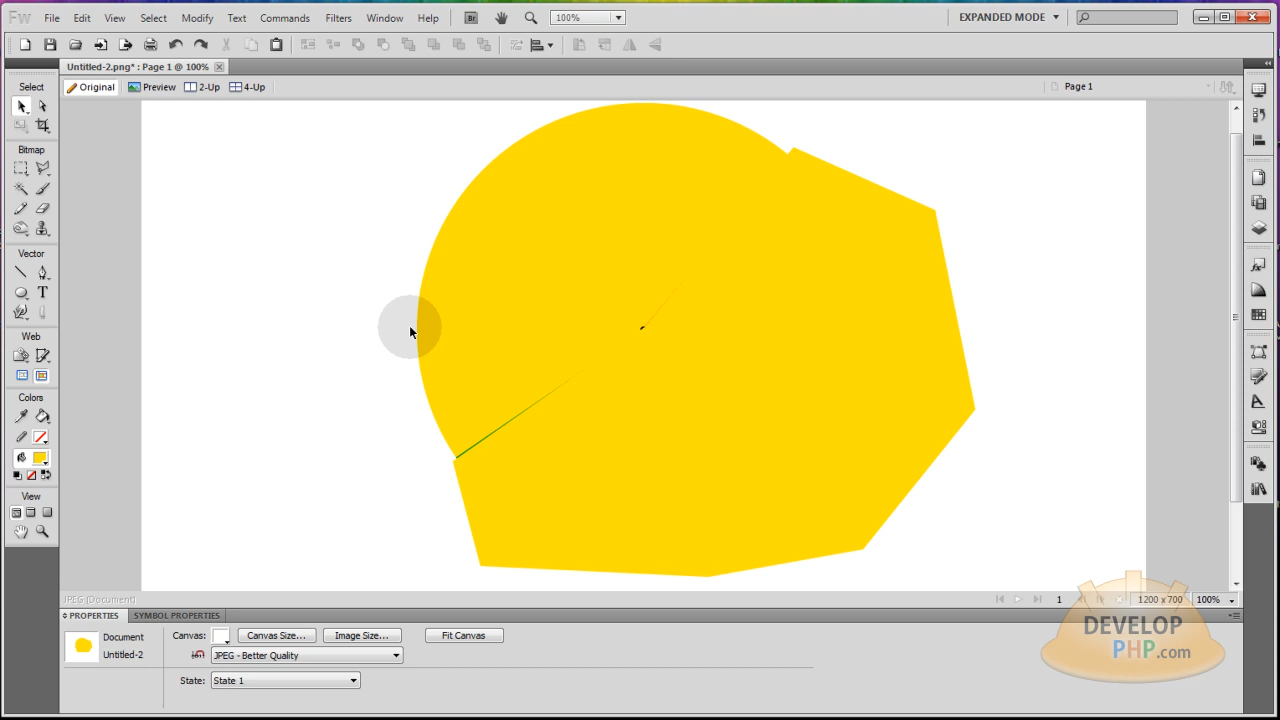 Fw File Edit View Select Modify Text Commands Filters Window Help Br 100% EXPANDED MODE
Untitled-2.png* : Page 1 @ 100%
Original Preview 2-Up 4-Up Page 1
Select
Bitmap
Vector
T
Web
Colors
View
JPEG (Document) 1 1200 x 700 100%
PROPERTIES SYMBOL PROPERTIES
Document Canvas: Canvas Size... Image Size... Fit Canvas
Untitled-2 JPEG - Better Quality
State: State 1
DEVELOP
PHP.com